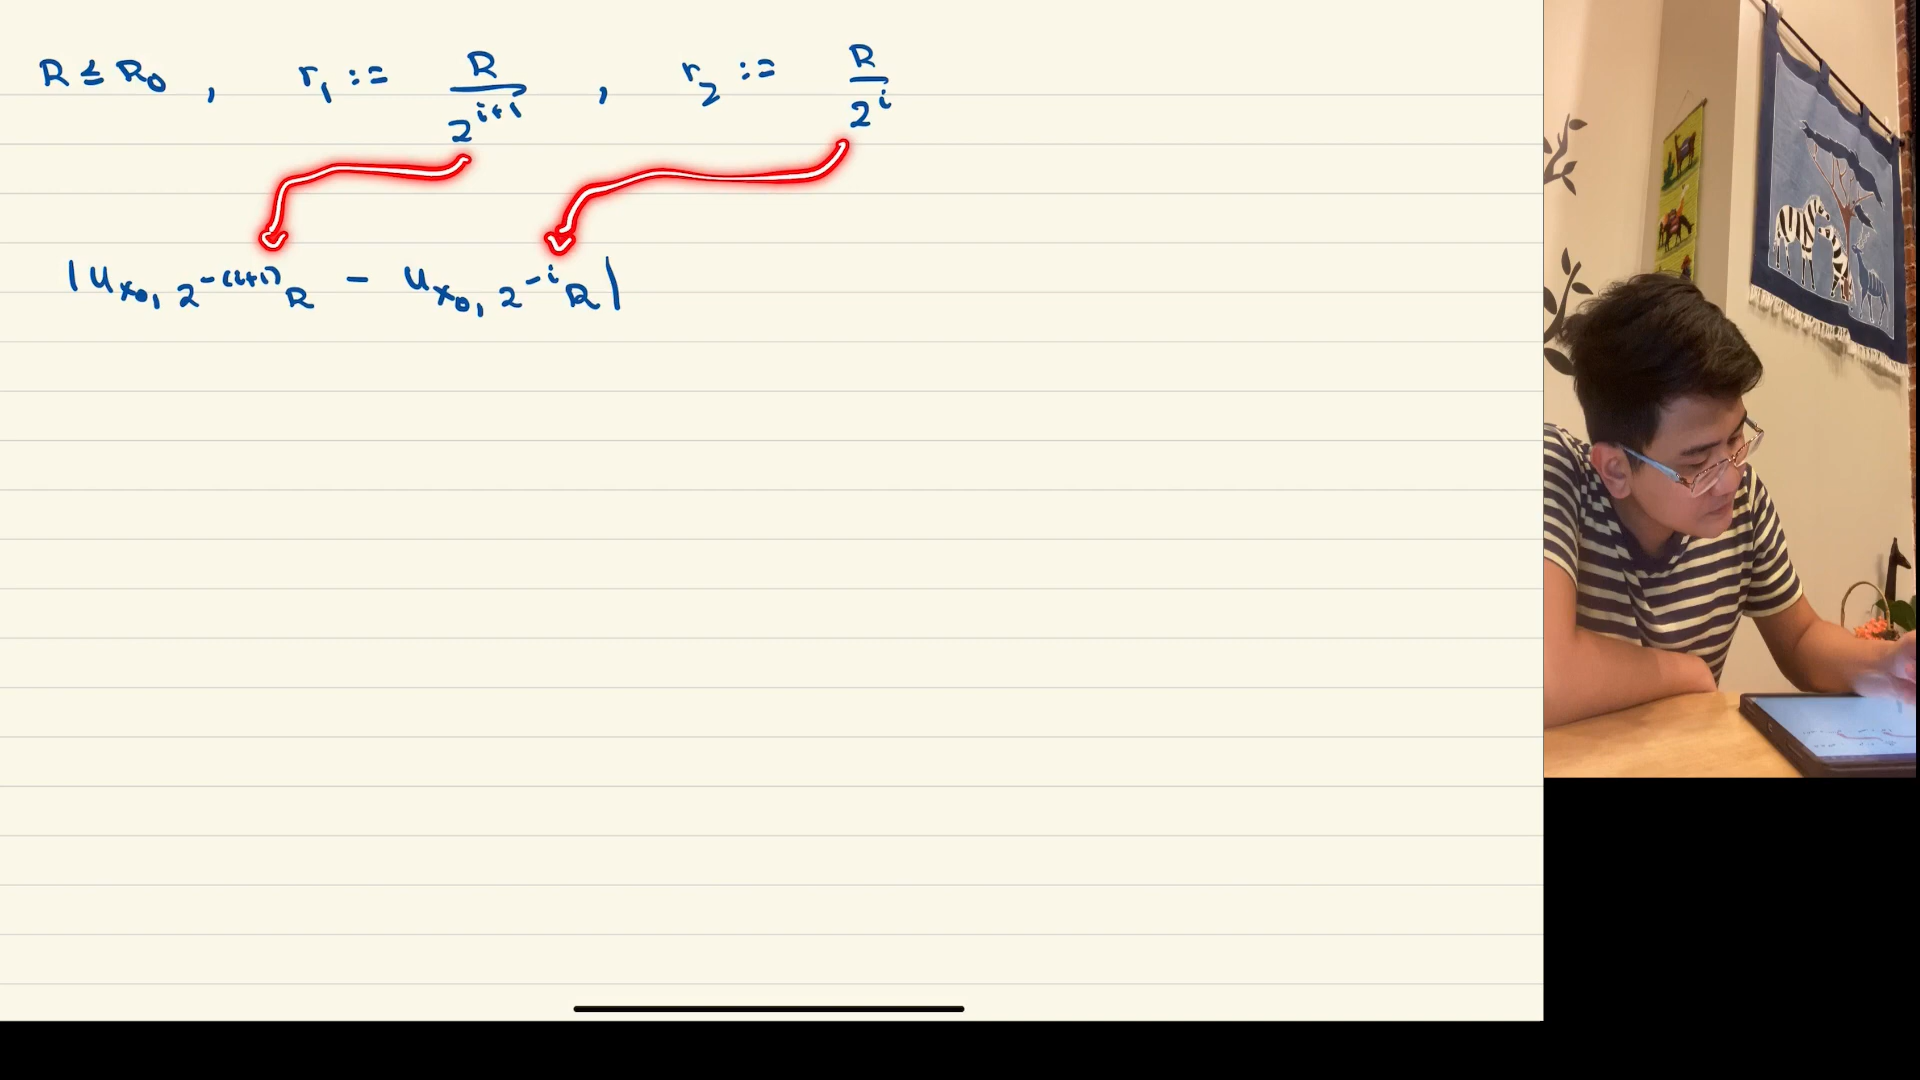 R ≤ R₀ , r₁ := R/2^{i+1} , r₂ := R/2^i
|u_{x₀, 2^{-(i+1)}R} - u_{x₀, 2^{-i}R}|